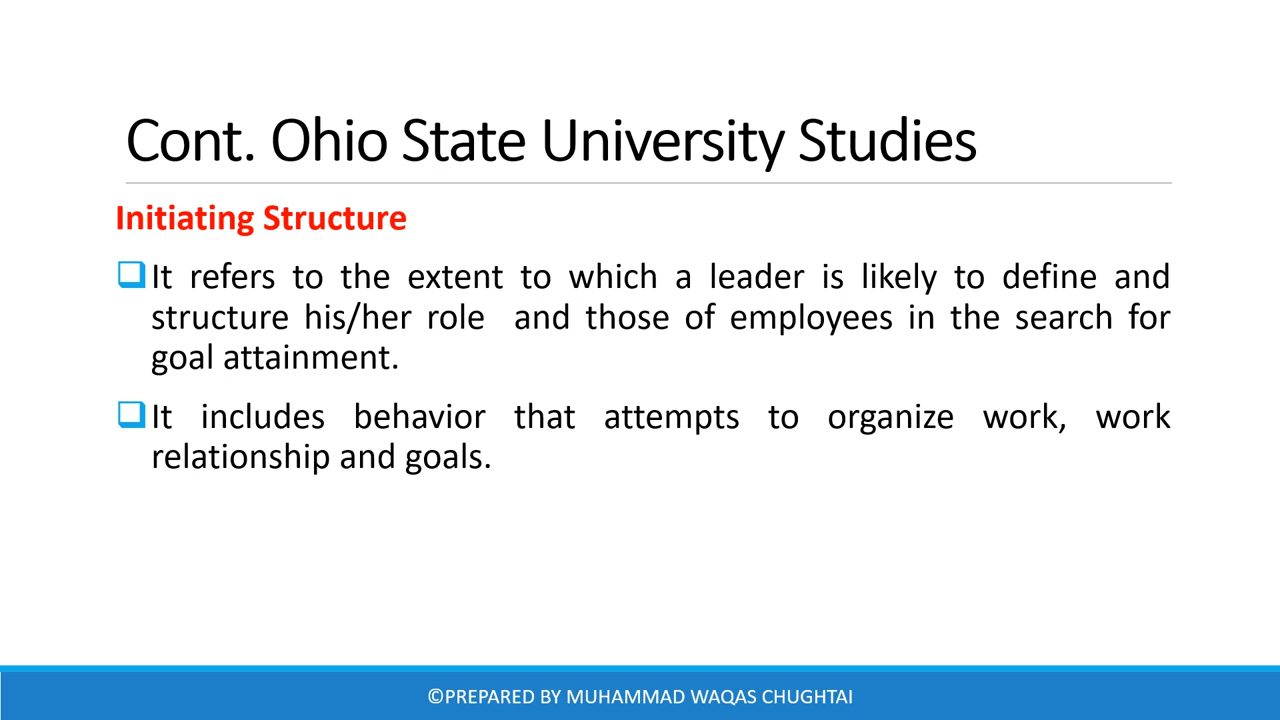 Cont. Ohio State University Studies
Initiating Structure
It refers to the extent to which a leader is likely to define and
structure his/her role and those of employees in the search for
goal attainment.
It includes behavior that attempts to organize work, work
relationship and goals.
©PREPARED BY MUHAMMAD WAQAS CHUGHTAI